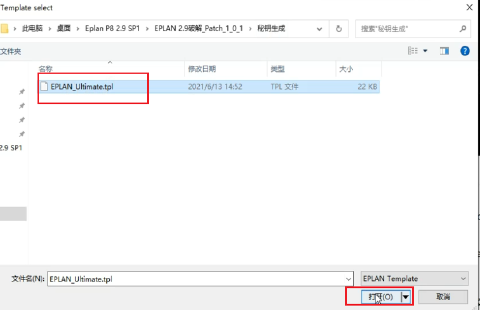 Template select
此电脑 › 桌面 › Eplan P8 2.9 SP1 › EPLAN 2.9破解_Patch_1_0_1 › 秘钥生成
搜索"秘钥生成"
文件夹
名称 修改日期 类型 大小
EPLAN_Ultimate.tpl 2021/6/13 14:52 TPL 文件 22 KB
2.9 SP1
文件名(N): EPLAN_Ultimate.tpl EPLAN Template
打开(O) 取消